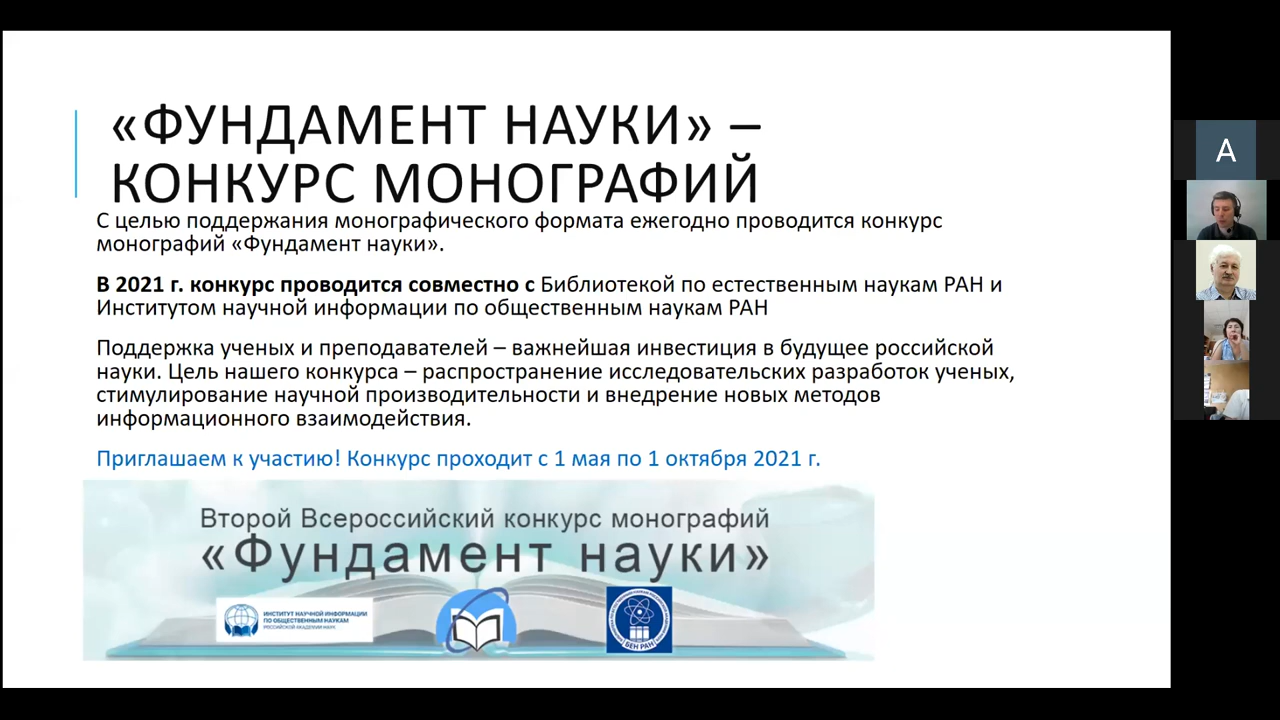 «ФУНДАМЕНТ НАУКИ» –
КОНКУРС МОНОГРАФИЙ
С целью поддержания монографического формата ежегодно проводится конкурс
монографий «Фундамент науки».
В 2021 г. конкурс проводится совместно с Библиотекой по естественным наукам РАН и
Институтом научной информации по общественным наукам РАН
Поддержка ученых и преподавателей – важнейшая инвестиция в будущее российской
науки. Цель нашего конкурса – распространение исследовательских разработок ученых,
стимулирование научной производительности и внедрение новых методов
информационного взаимодействия.
Приглашаем к участию! Конкурс проходит с 1 мая по 1 октября 2021 г.
Второй Всероссийский конкурс монографий
«Фундамент науки»
ИНСТИТУТ НАУЧНОЙ ИНФОРМАЦИИ
ПО ОБЩЕСТВЕННЫМ НАУКАМ
РОССИЙСКОЙ АКАДЕМИИ НАУК
БЕН РАН
А